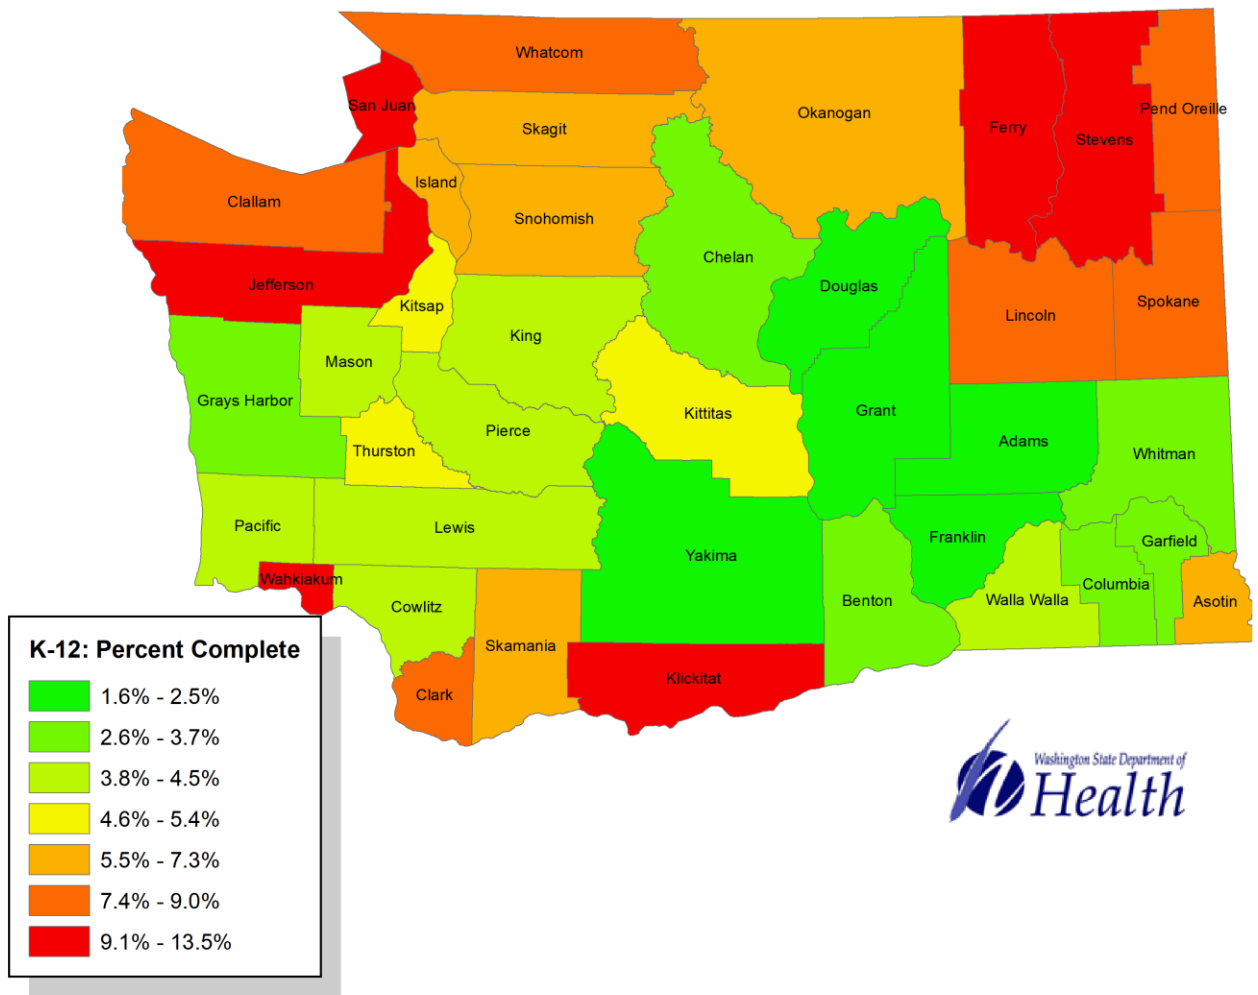 Whatcom
San Juan
Skagit
Okanogan
Ferry
Stevens
Pend Oreille
Clallam
Island
Snohomish
Chelan
Douglas
Jefferson
Kitsap
King
Lincoln
Spokane
Mason
Grays Harbor
Kittitas
Grant
Pierce
Thurston
Adams
Whitman
Pacific
Lewis
Yakima
Franklin
Garfield
Wahkiakum
Cowlitz
Benton
Walla Walla
Columbia
Asotin
Skamania
Klickitat
Clark
K-12: Percent Complete
1.6% - 2.5%
2.6% - 3.7%
3.8% - 4.5%
4.6% - 5.4%
5.5% - 7.3%
7.4% - 9.0%
9.1% - 13.5%
Washington State Department of
Health